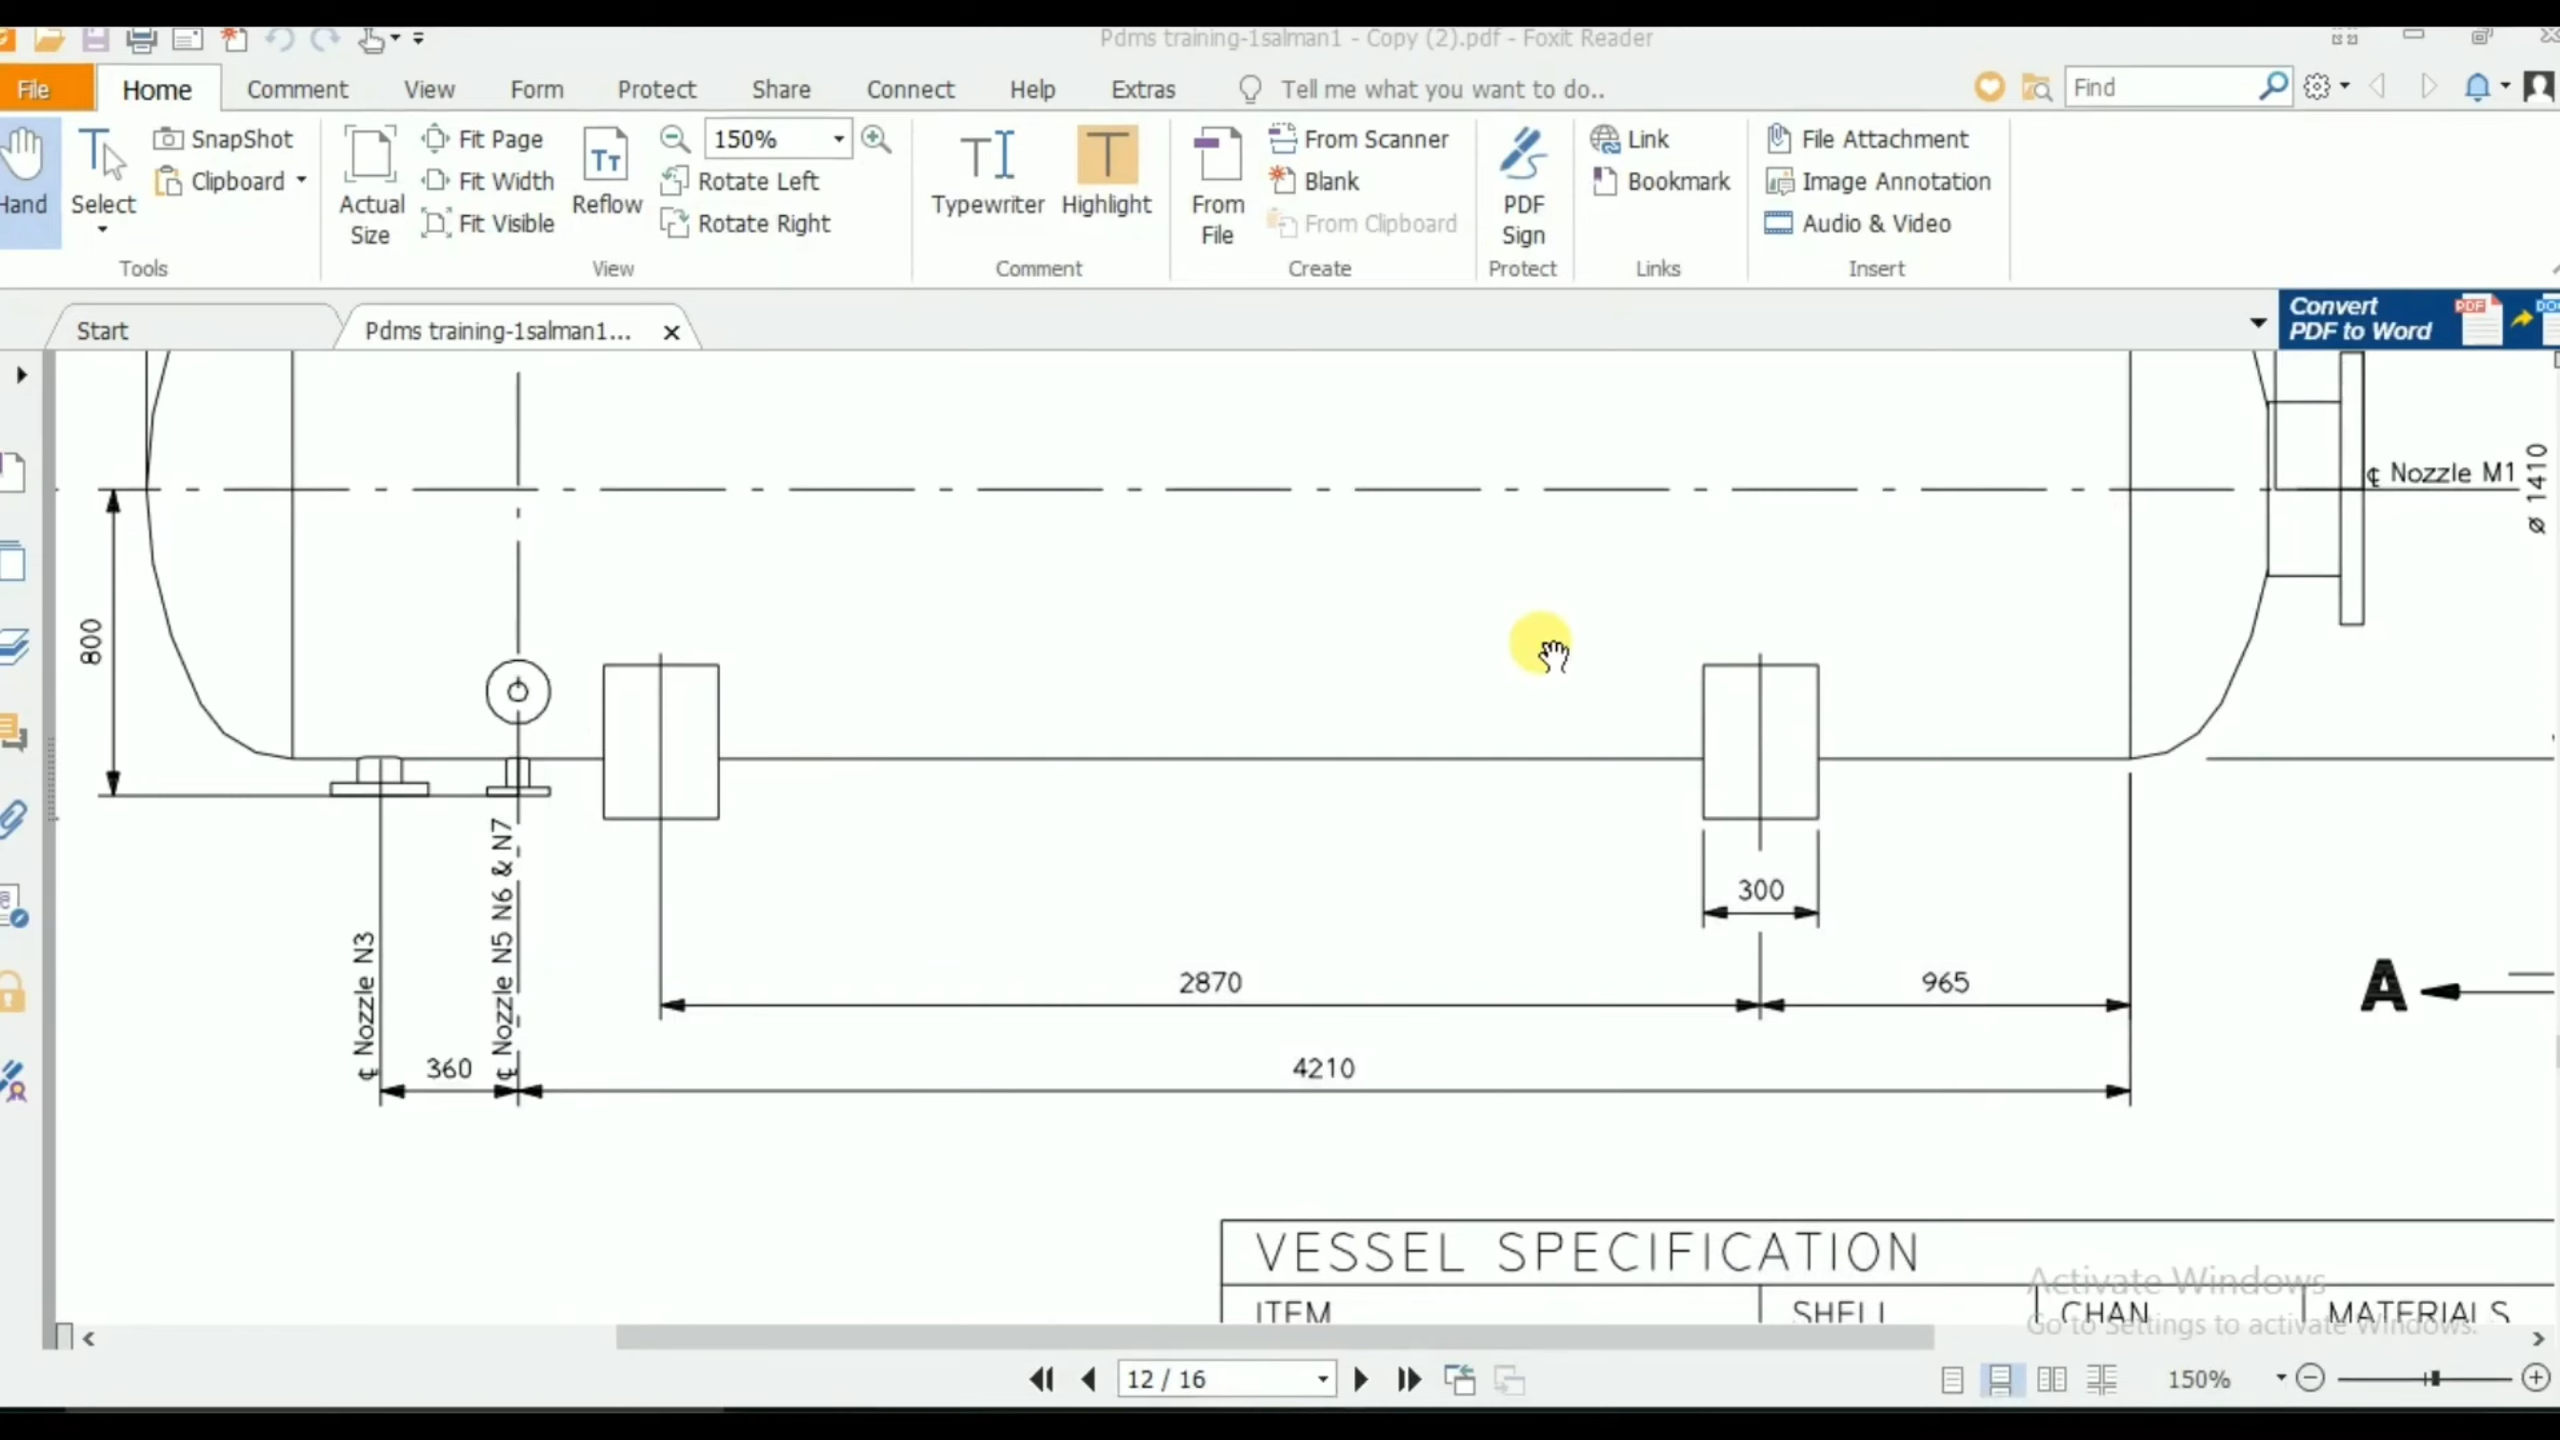 Pdms training-1salman1 - Copy (2).pdf - Foxit Reader
File Home Comment View Form Protect Share Connect Help Extras Tell me what you want to do.. Find
Hand
Select
SnapShot
Clipboard
Tools
Actual Size
Fit Page
Fit Width
Fit Visible
Reflow
150%
Rotate Left
Rotate Right
View
Typewriter
Highlight
Comment
From File
From Scanner
Blank
From Clipboard
Create
PDF Sign
Protect
Link
Bookmark
Links
File Attachment
Image Annotation
Audio & Video
Insert
Start
Pdms training-1salman1...
Convert
PDF to Word
PDF
800
℄ Nozzle M1
⌀ 1410
℄ Nozzle N3
℄ Nozzle N5 N6 & N7
300
2870
965
A
360
4210
VESSEL SPECIFICATION
ITEM SHELL CHAN MATERIALS
Activate Windows
Go to Settings to activate Windows.
12 / 16
150%